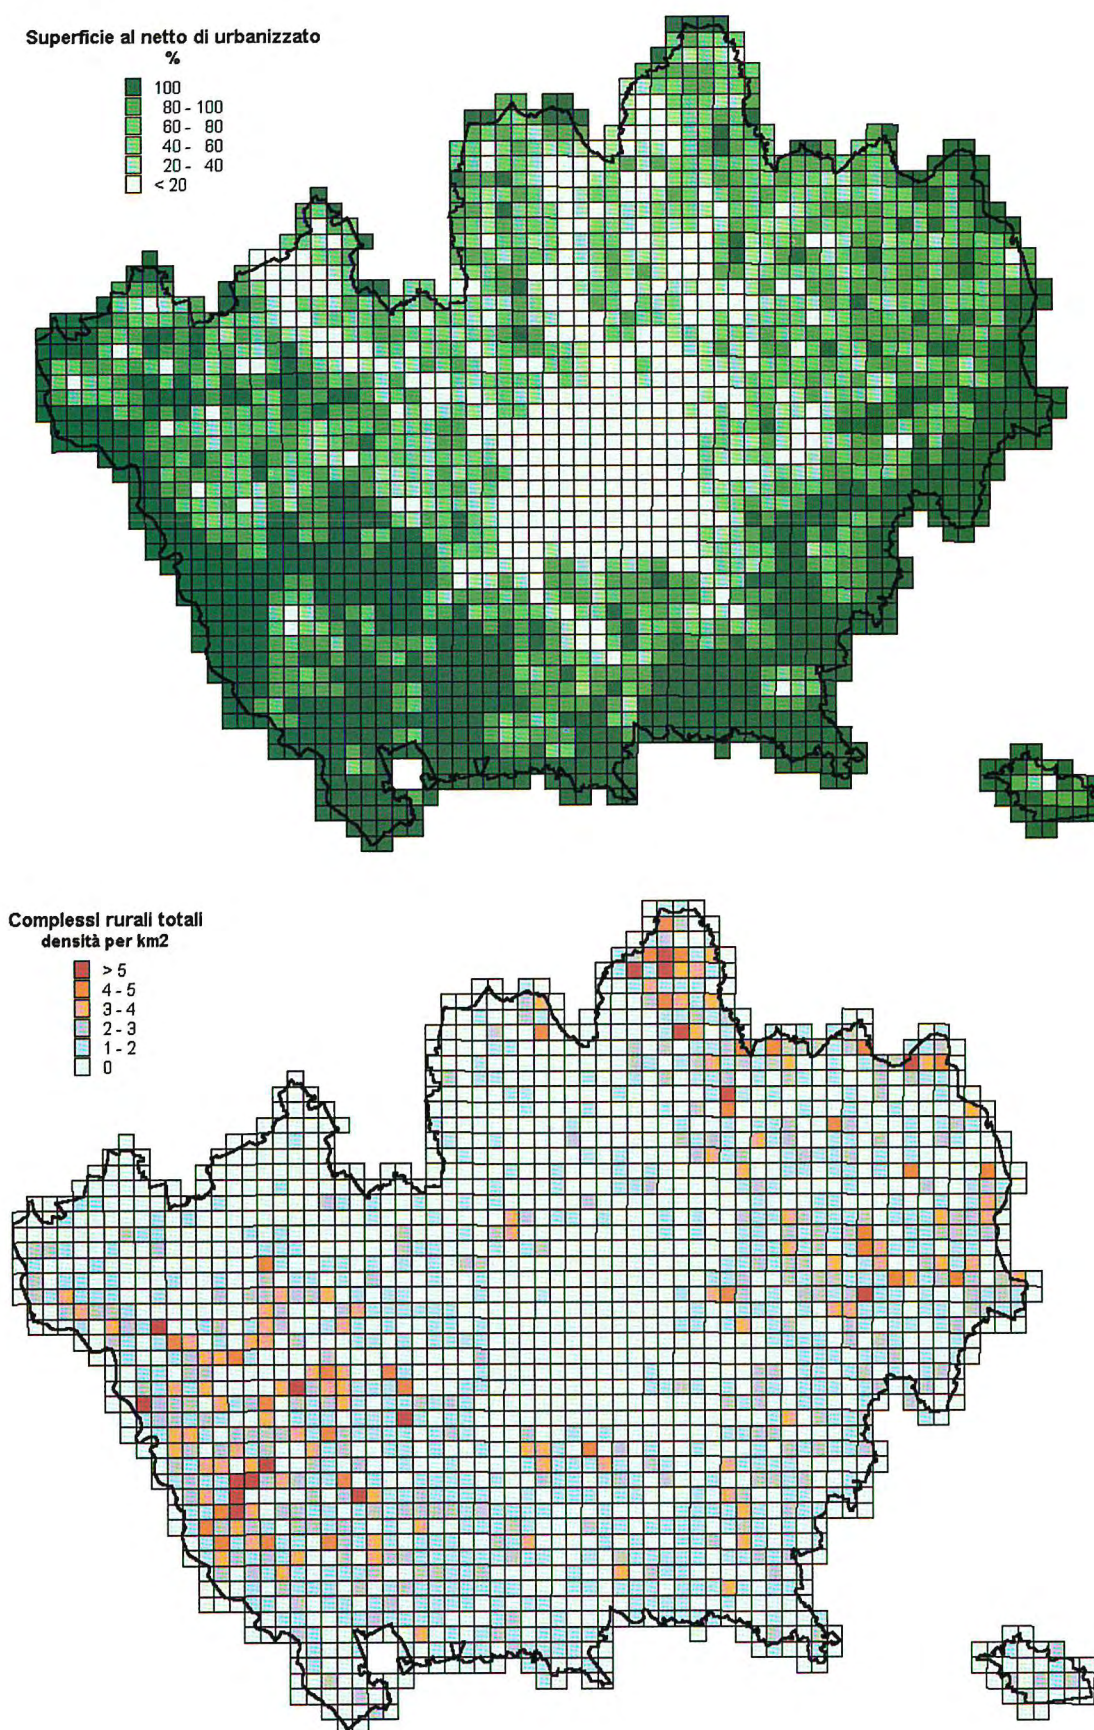 Superficie al netto di urbanizzato
%
100
80 - 100
60 - 80
40 - 60
20 - 40
< 20
Complessi rurali totali
densità per km2
> 5
4 - 5
3 - 4
2 - 3
1 - 2
0